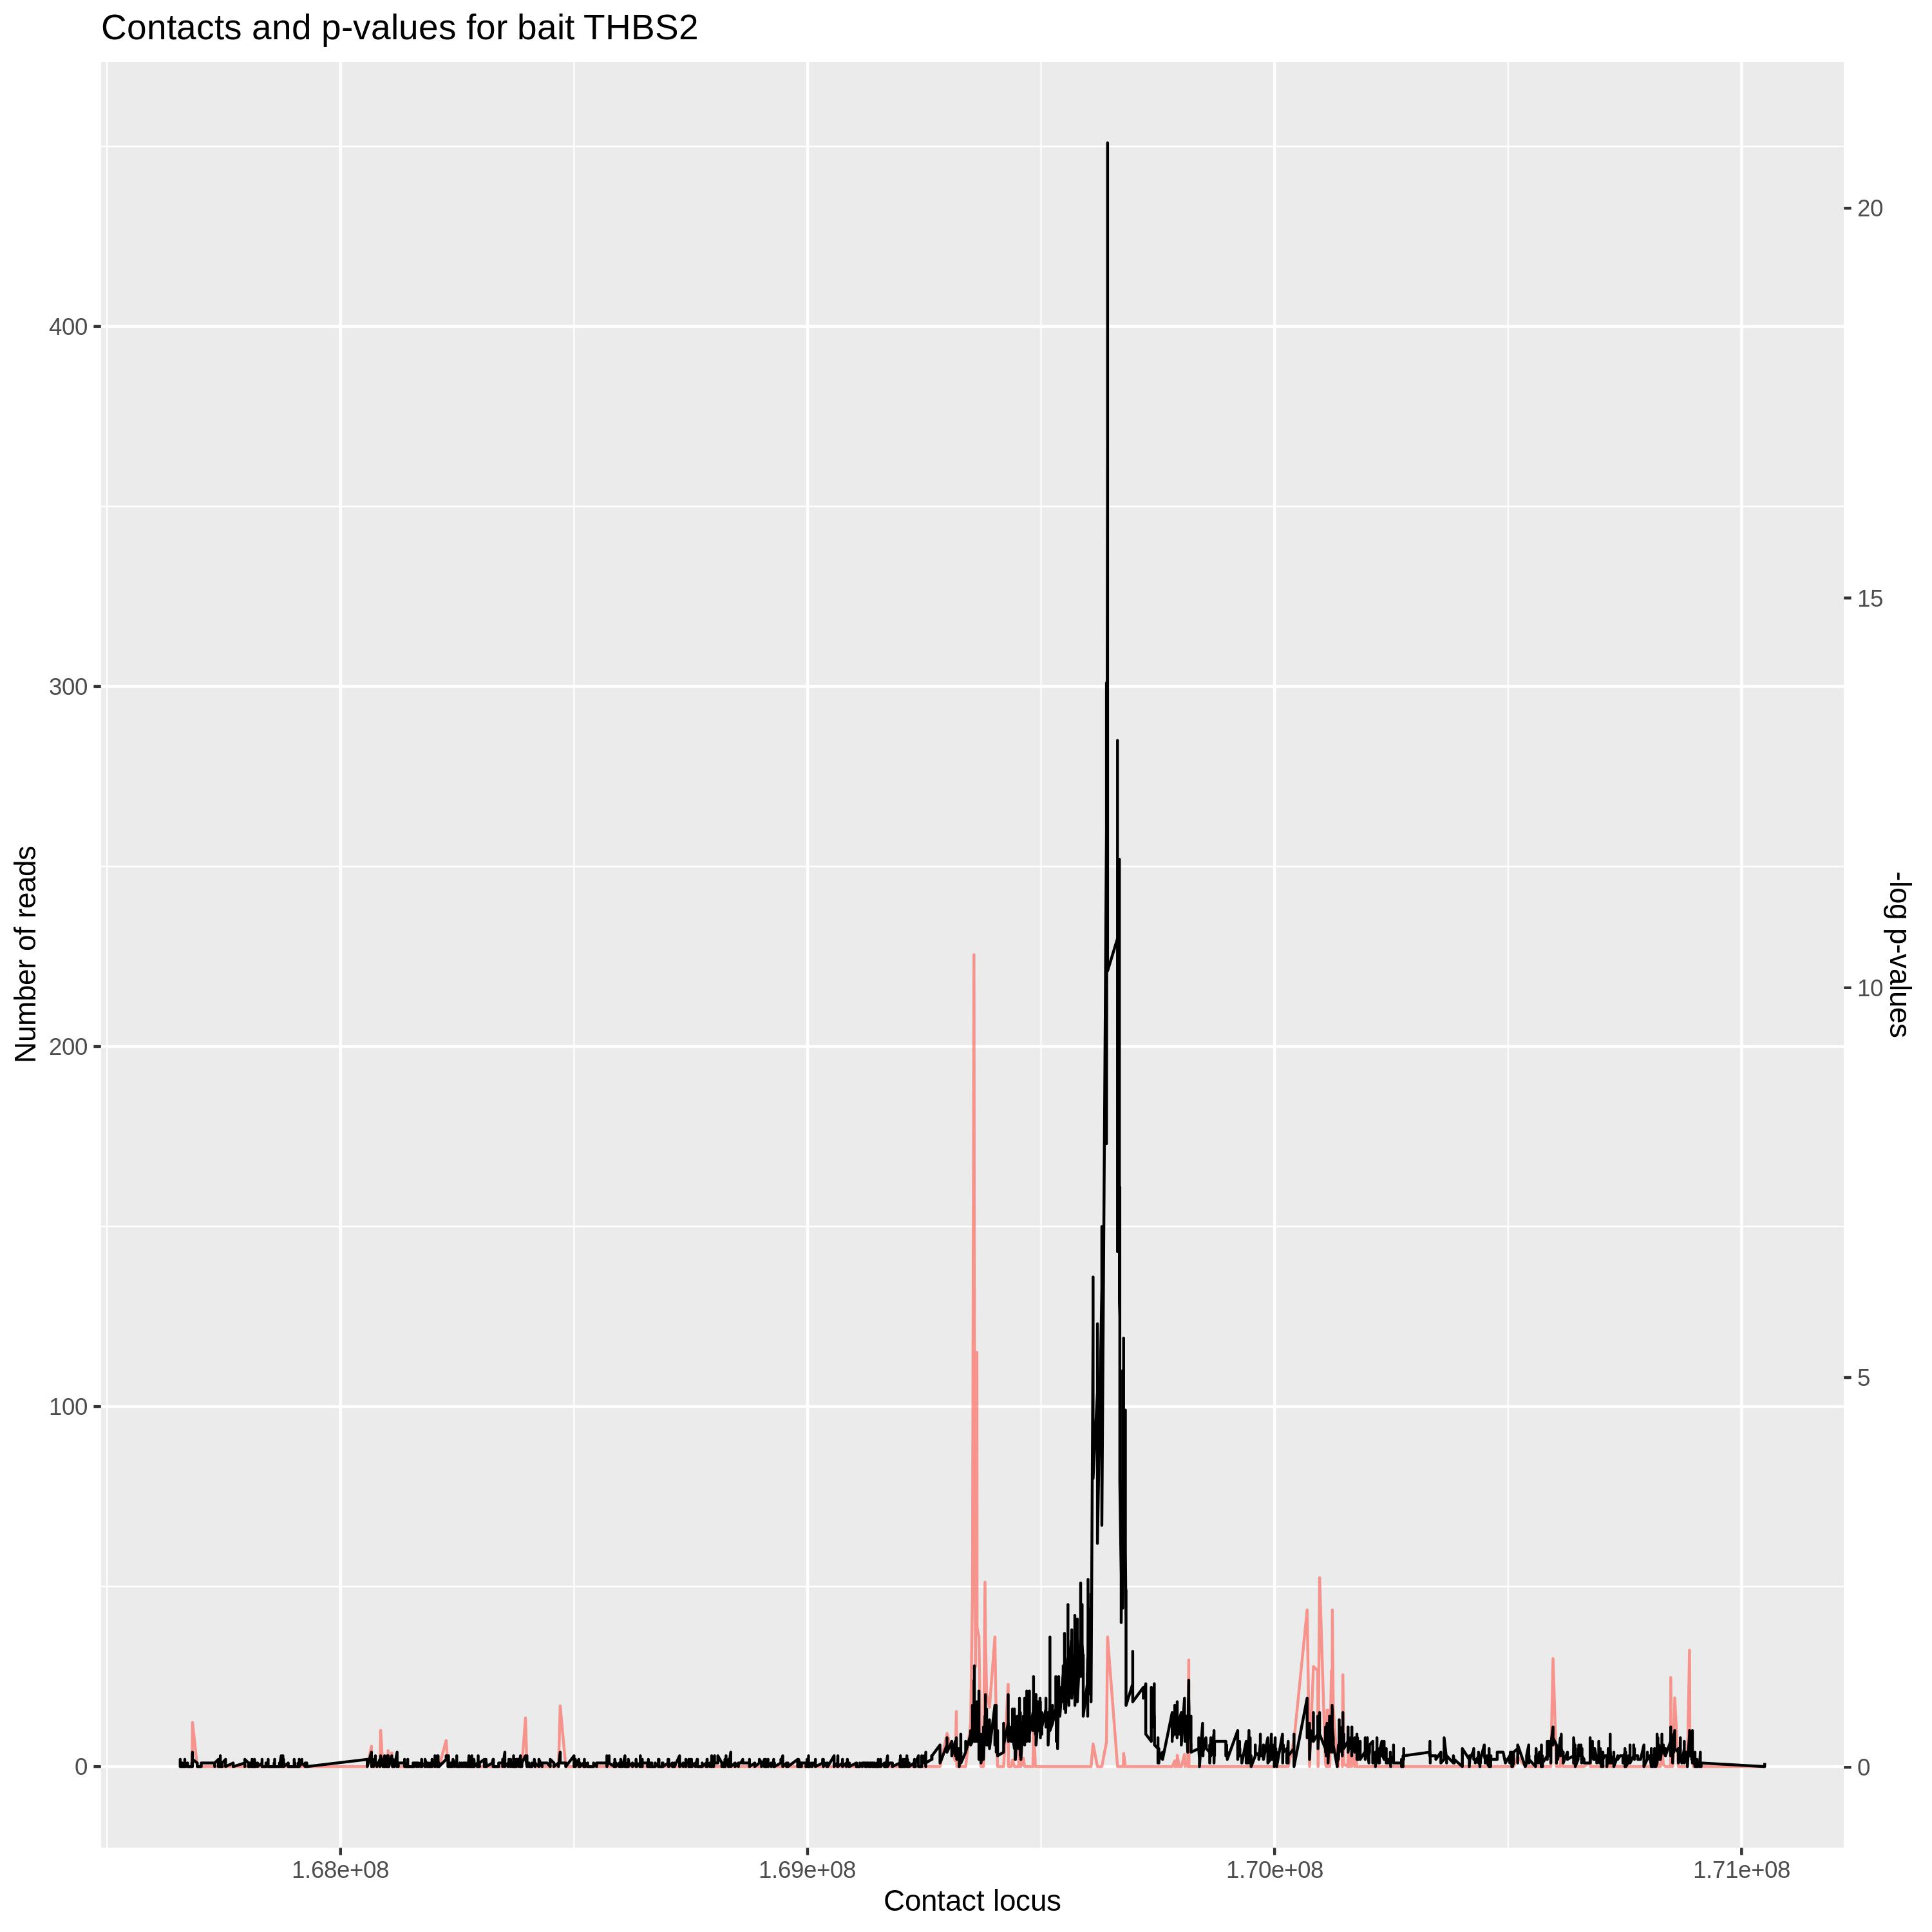 Contacts and p-values for bait THBS2
Number of reads
400
300
200
100
0
20
15
10
5
0
-log p-values
1.68e+08 1.69e+08 1.70e+08 1.71e+08
Contact locus